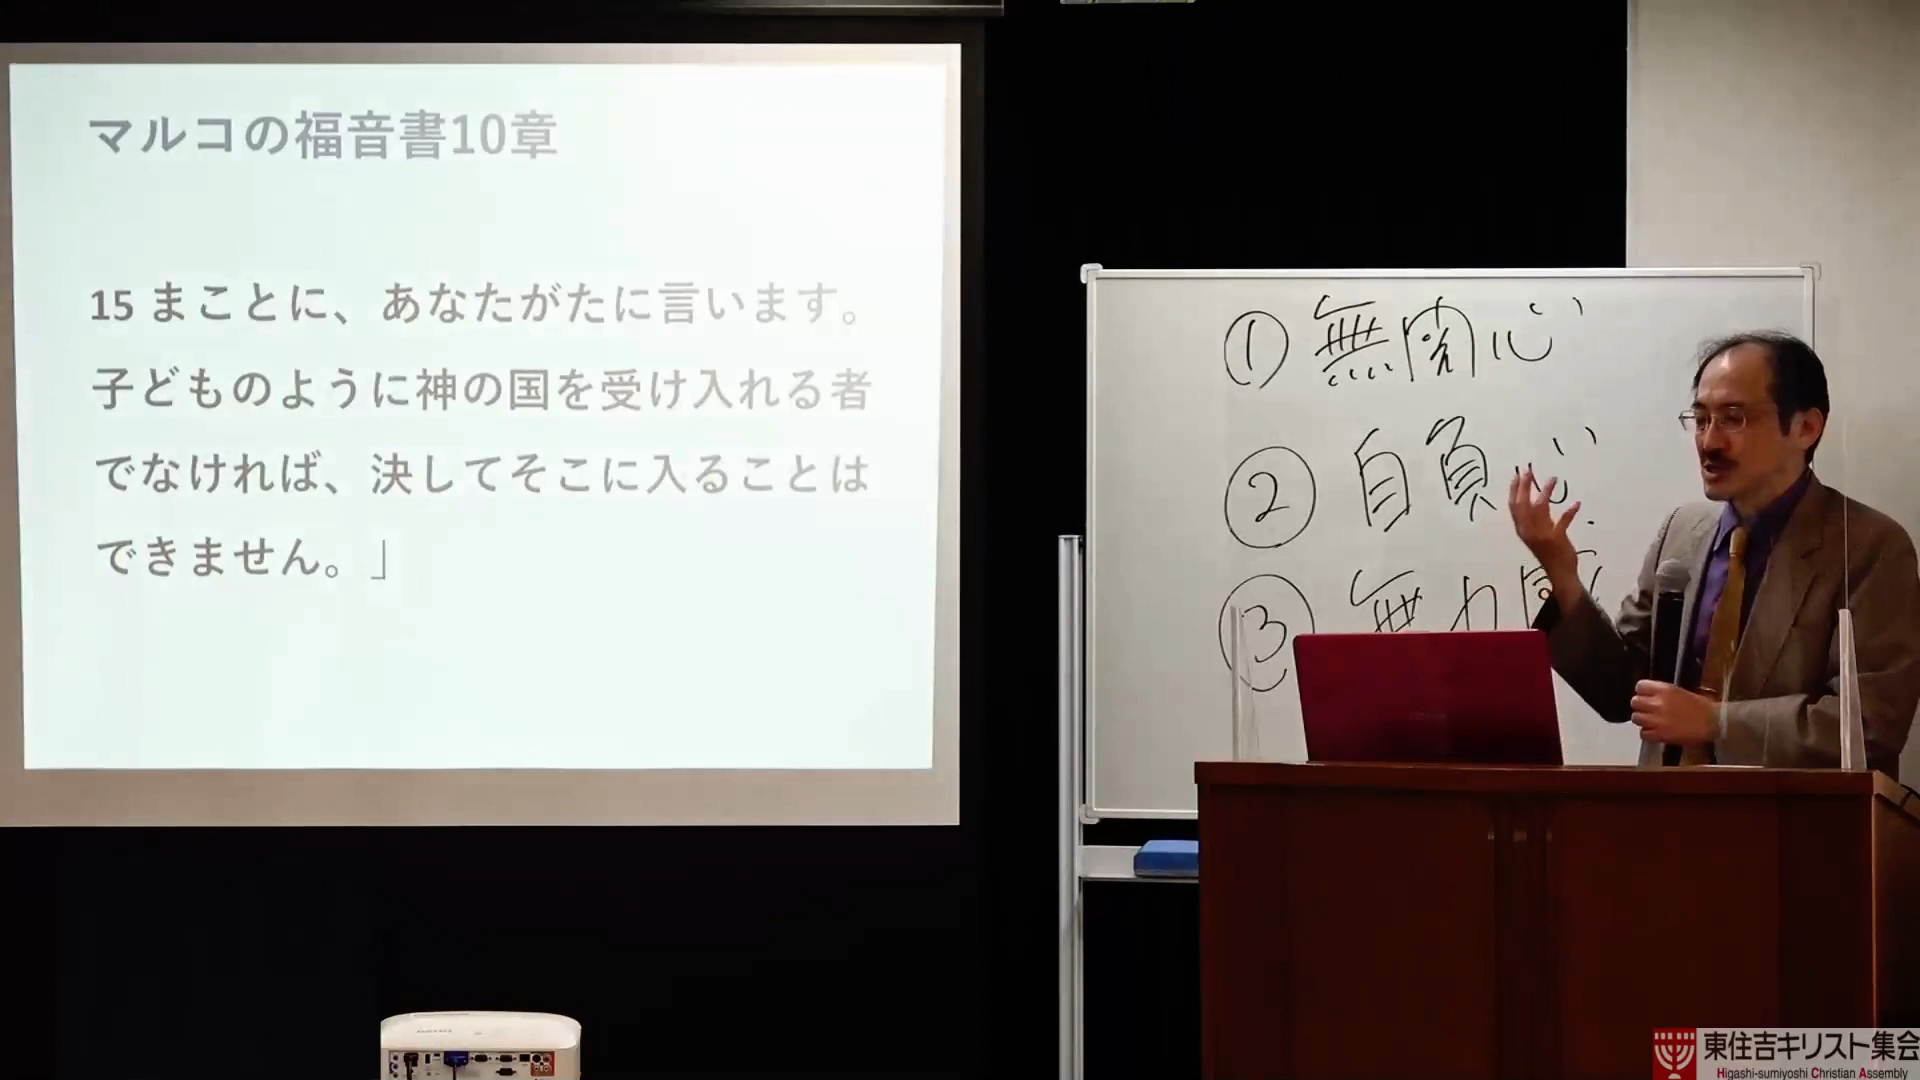 マルコの福音書10章
15 まことに、あなたがたに言います。
子どものように神の国を受け入れる者
でなければ、決してそこに入ることは
できません。」
① 無関心
② 自負心
③ 無力感
東住吉キリスト集会
Higashi-sumiyoshi Christian Assembly